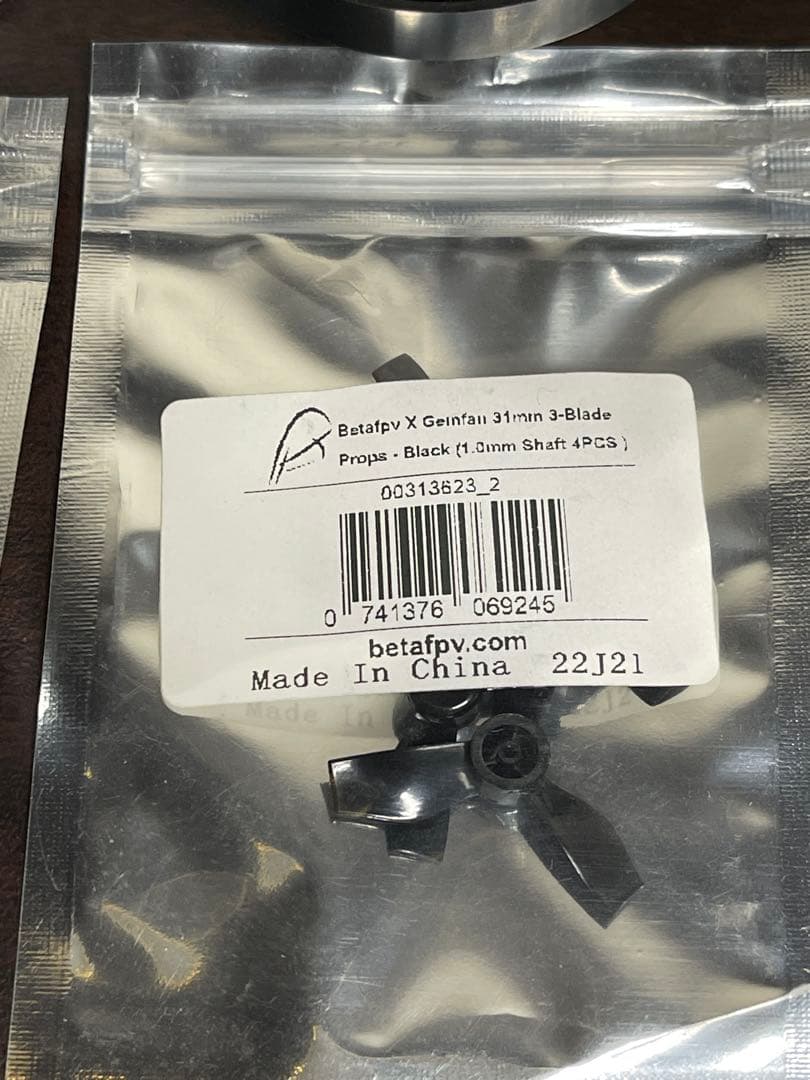 Betafpv X Gemfan 31mm 3-Blade
Props - Black (1.0mm Shaft 4PCS )
00313623_2
0 741376 069245
betafpv.com
Made In China 22J21